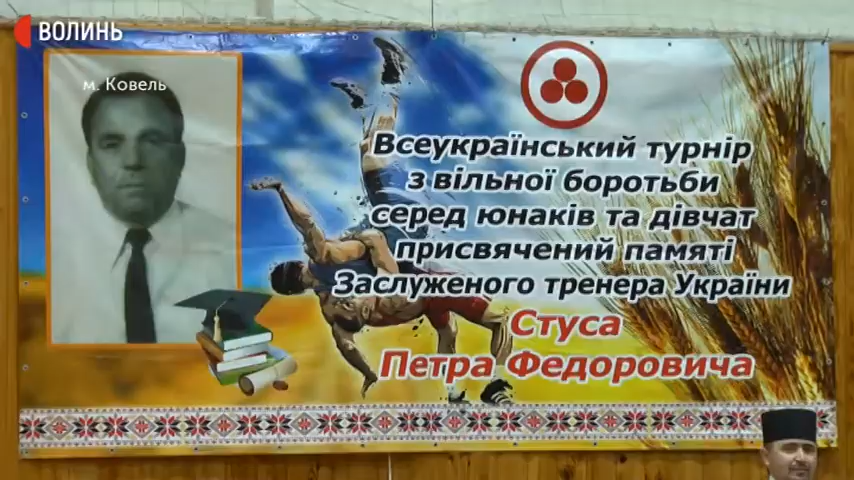 ВОЛИНЬ
м. Ковель
Всеукраїнський турнір
з вільної боротьби
серед юнаків та дівчат
присвячений памяті
Заслуженого тренера України
Стуса
Петра Федоровича